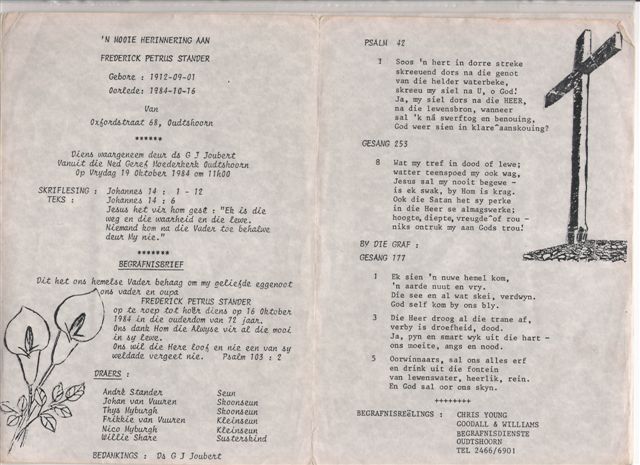 'N MOOIE HERINNERING AAN
FREDERICK PETRUS STANDER
Gebore : 1912-09-01
Oorlede: 1984-10-16
Van
Oxfordstraat 68, Oudtshoorn
******
Diens waargeneem deur ds G J Joubert
Vanuit die Ned Geref Moederkerk Oudtshoorn
Op Vrydag 19 Oktober 1984 om 11h00
SKRIFLESING : Johannes 14 : 1 - 12
TEKS : Johannes 14 : 6
Jesus het vir hom gesê : "Ek is die
weg en die waarheid en die lewe.
Niemand kom na die Vader toe behalwe
deur My nie."
*******
BEGRAFNISBRIEF
Dit het ons hemelse Vader behaag om my geliefde eggenoot
ons vader en oupa
FREDERICK PETRUS STANDER
op te roep tot hoër diens op 16 Oktober
1984 in die ouderdom van 72 jaar.
Ons dank Hom die Alwyse vir al die mooi
in sy lewe.
Ons wil die Here loof en nie een van sy
weldade vergeet nie. Psalm 103 : 2
DRAERS :
André Stander Seun
Johan van Vuuren Skoonseun
Thys Myburgh Skoonseun
Frikkie van Vuuren Kleinseun
Nico Myburgh Kleinseun
Willie Share Susterskind
BEDANKINGS : Ds G J Joubert
PSALM 42
1 Soos 'n hert in dorre streke
skreeuend dors na die genot
van die helder waterbeke,
skreeu my siel na U, o God!
Ja, my siel dors na die HEER,
na die lewensbron, wanneer
sal 'k ná swerftog en benouing,
God weer sien in klare aanskouing?
GESANG 253
8 Wat my tref in dood of lewe;
watter teenspoed my ook wag,
Jesus sal my nooit begewe -
is ek swak, by Hom is krag.
Ook die Satan het sy perke
in die Heer se almagswerke;
hoogte, diepte, vreugde of rou -
niks ontruk my aan Gods trou!
BY DIE GRAF :
GESANG 177
1 Ek sien 'n nuwe hemel kom,
'n aarde nuut en vry.
Die see en al wat skei, verdwyn.
God self kom by ons bly.
3 Die Heer droog al die trane af,
verby is droefheid, dood.
Ja, pyn en smart wyk uit die hart -
ons moeite, angs en nood.
5 Oorwinnaars, sal ons alles erf
en drink uit die fontein
van lewenswater, heerlik, rein.
En God sal oor ons skyn.
++++++++
BEGRAFNISREëLINGS : CHRIS YOUNG
GOODALL & WILLIAMS
BEGRAFNISDIENSTE
OUDTSHOORN
TEL 2466/6901